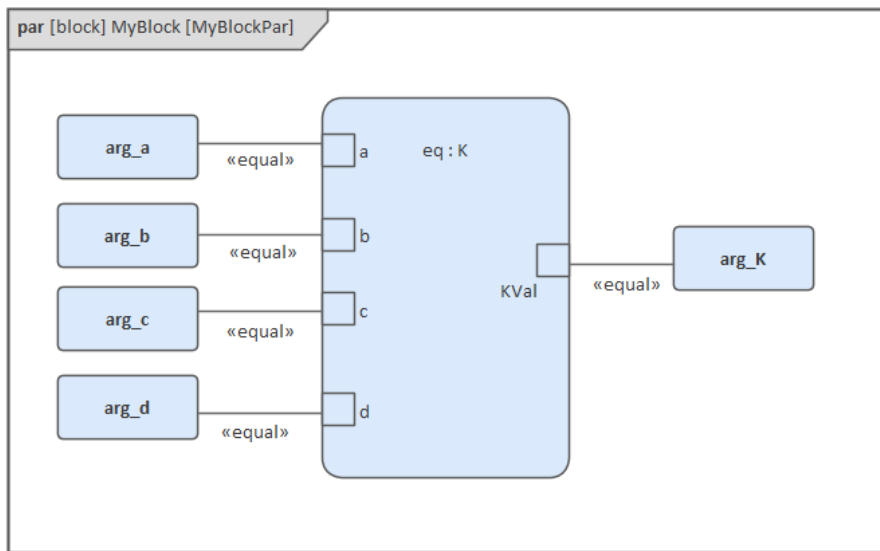 par [block] MyBlock [MyBlockPar]
arg_a
«equal»
a
eq : K
arg_b
«equal»
b
arg_c
«equal»
c
arg_d
«equal»
d
KVal
«equal»
arg_K